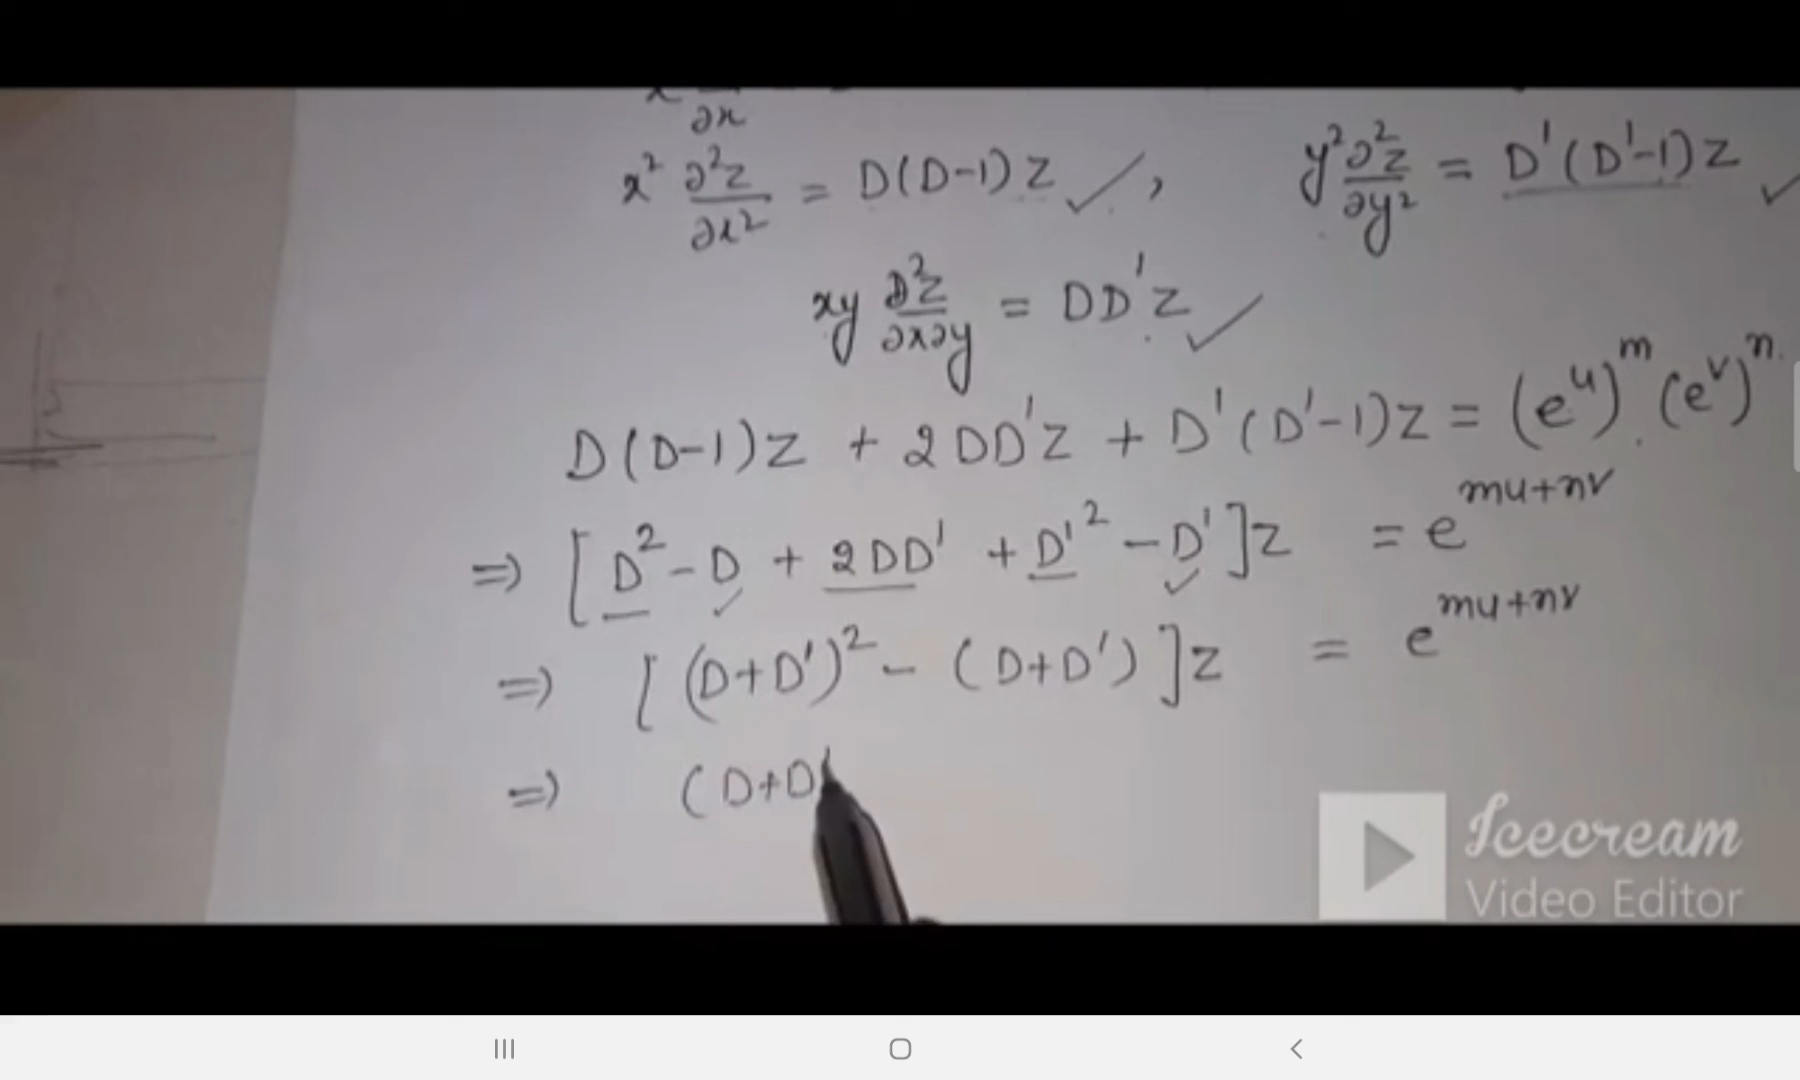 x ∂x
x² ∂²z/∂x² = D(D-1)z ✓, y²∂²z/∂y² = D'(D'-1)z ✓
xy ∂²z/∂x∂y = DD'z ✓
D(D-1)z + 2DD'z + D'(D'-1)z = (e^u)^m . (e^v)^n.
⇒ [D² - D + 2DD' + D'² - D']z = e^mu+nv
⇒ [(D+D')² - (D+D')]z = e^mu+nv
⇒ (D+D'
Icecream
Video Editor